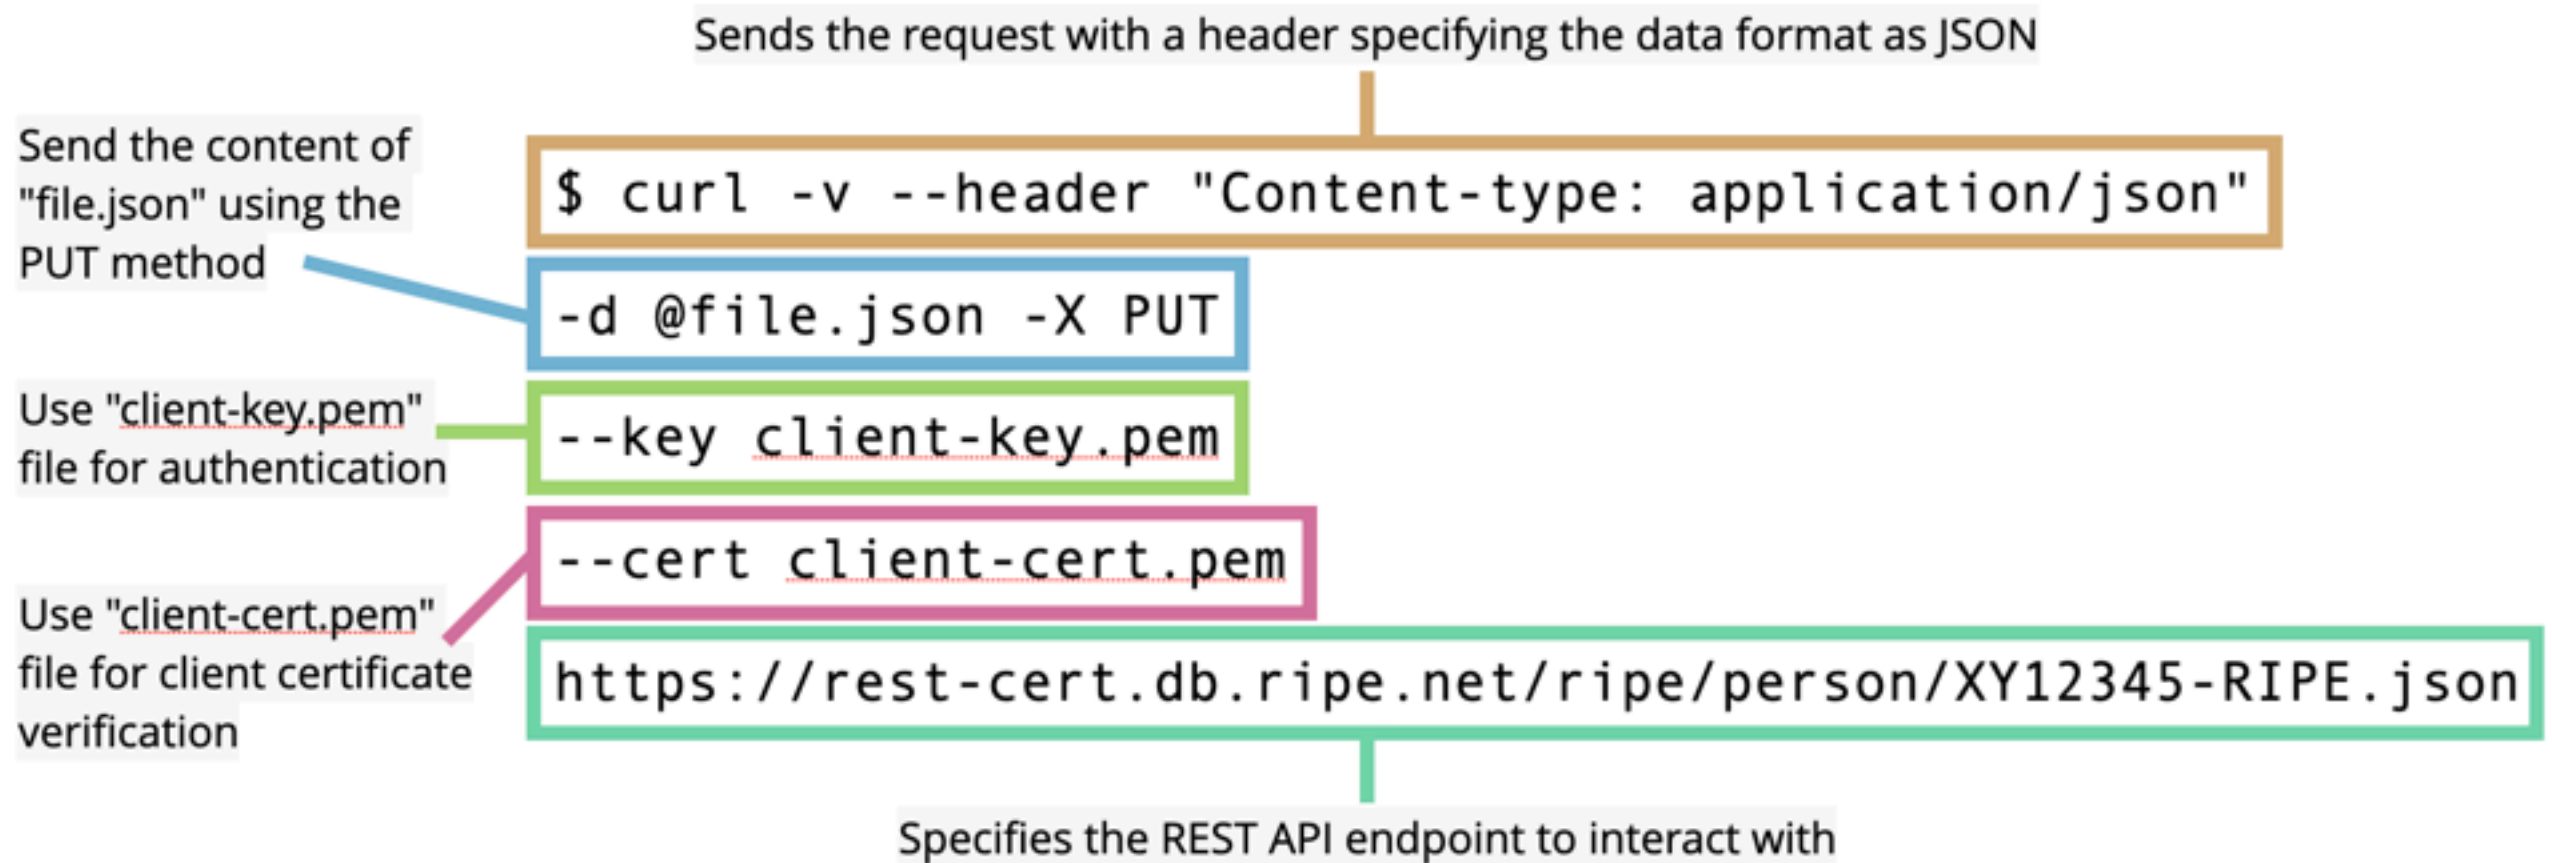 Sends the request with a header specifying the data format as JSON
Send the content of
"file.json" using the
PUT method
$ curl -v --header "Content-type: application/json"
-d @file.json -X PUT
Use "client-key.pem"
file for authentication
--key client-key.pem
--cert client-cert.pem
Use "client-cert.pem"
file for client certificate
verification
https://rest-cert.db.ripe.net/ripe/person/XY12345-RIPE.json
Specifies the REST API endpoint to interact with